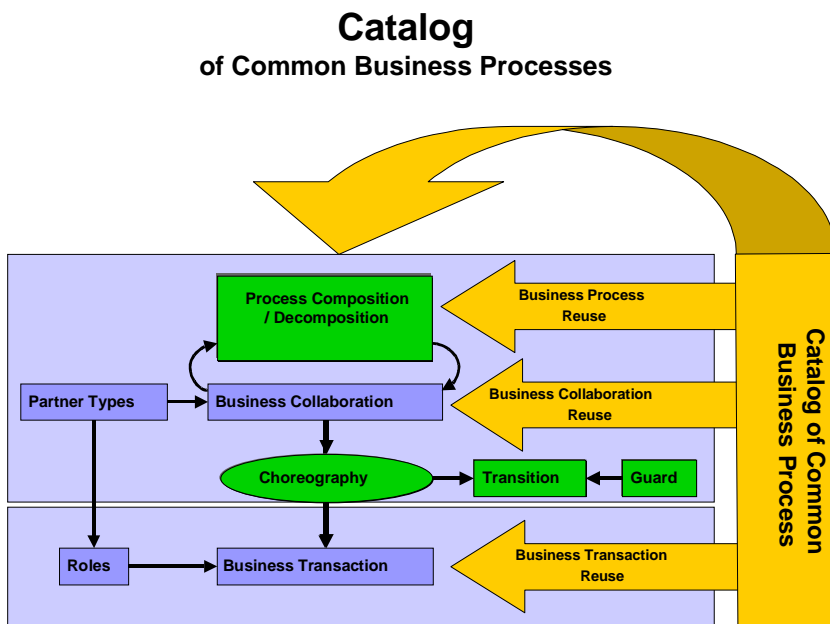 Catalog
of Common Business Processes
Process Composition
/ Decomposition
Business Process
Reuse
Partner Types
Business Collaboration
Business Collaboration
Reuse
Choreography
Transition
Guard
Roles
Business Transaction
Business Transaction
Reuse
Catalog of Common
Business Process